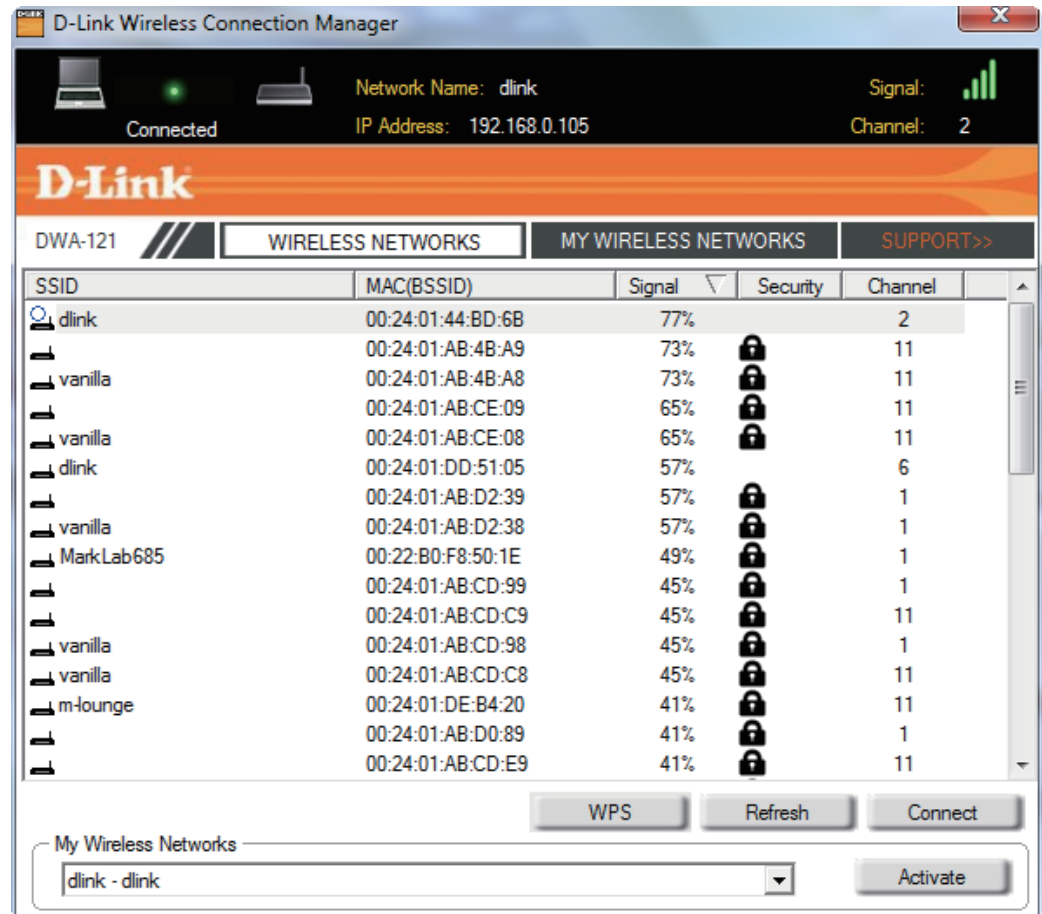 D-Link Wireless Connection Manager
Network Name: dlink Signal:
Connected IP Address: 192.168.0.105 Channel: 2
D-Link
DWA-121 WIRELESS NETWORKS MY WIRELESS NETWORKS SUPPORT>>
SSID MAC(BSSID) Signal Security Channel
dlink 00:24:01:44:BD:6B 77% 2
00:24:01:AB:4B:A9 73% 11
vanilla 00:24:01:AB:4B:A8 73% 11
00:24:01:AB:CE:09 65% 11
vanilla 00:24:01:AB:CE:08 65% 11
dlink 00:24:01:DD:51:05 57% 6
00:24:01:AB:D2:39 57% 1
vanilla 00:24:01:AB:D2:38 57% 1
MarkLab685 00:22:B0:F8:50:1E 49% 1
00:24:01:AB:CD:99 45% 1
00:24:01:AB:CD:C9 45% 11
vanilla 00:24:01:AB:CD:98 45% 1
vanilla 00:24:01:AB:CD:C8 45% 11
m-lounge 00:24:01:DE:B4:20 41% 11
00:24:01:AB:D0:89 41% 1
00:24:01:AB:CD:E9 41% 11
WPS Refresh Connect
My Wireless Networks
dlink - dlink Activate